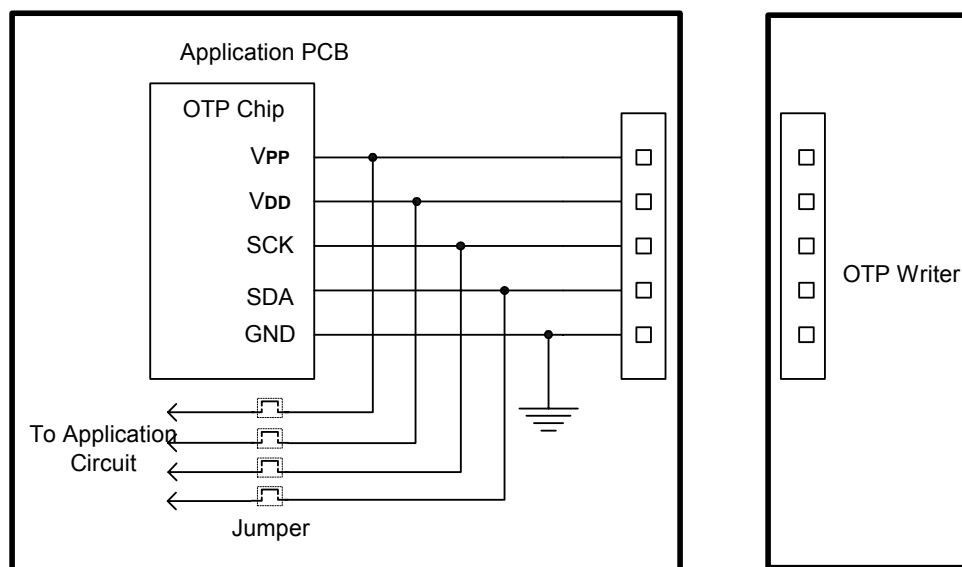 Application PCB
OTP Chip
VPP
VDD
SCK
SDA
GND
To Application
Circuit
Jumper
OTP Writer